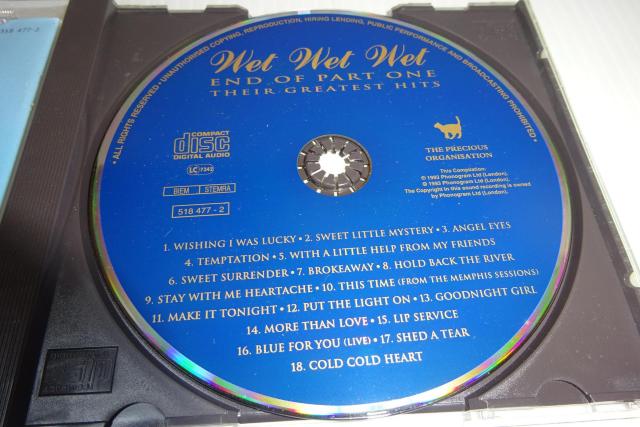 518 477-2
• ALL RIGHTS RESERVED • UNAUTHORISED COPYING, REPRODUCTION, HIRING, LENDING, PUBLIC PERFORMANCE AND BROADCASTING PROHIBITED •
Wet Wet Wet
END OF PART ONE
THEIR GREATEST HITS
COMPACT
disc
DIGITAL AUDIO
LC 7342
BIEM STEMRA
518 477 - 2
THE PRECIOUS
ORGANISATION
This Compilation:
℗ 1993 Phonogram Ltd (London).
© 1993 Phonogram Ltd (London).
The Copyright in this sound recording is owned
by Phonogram Ltd (London).
1. WISHING I WAS LUCKY • 2. SWEET LITTLE MYSTERY • 3. ANGEL EYES
4. TEMPTATION • 5. WITH A LITTLE HELP FROM MY FRIENDS
6. SWEET SURRENDER • 7. BROKEAWAY • 8. HOLD BACK THE RIVER
9. STAY WITH ME HEARTACHE • 10. THIS TIME (FROM THE MEMPHIS SESSIONS)
11. MAKE IT TONIGHT • 12. PUT THE LIGHT ON • 13. GOODNIGHT GIRL
14. MORE THAN LOVE • 15. LIP SERVICE
16. BLUE FOR YOU (LIVE) • 17. SHED A TEAR
18. COLD COLD HEART